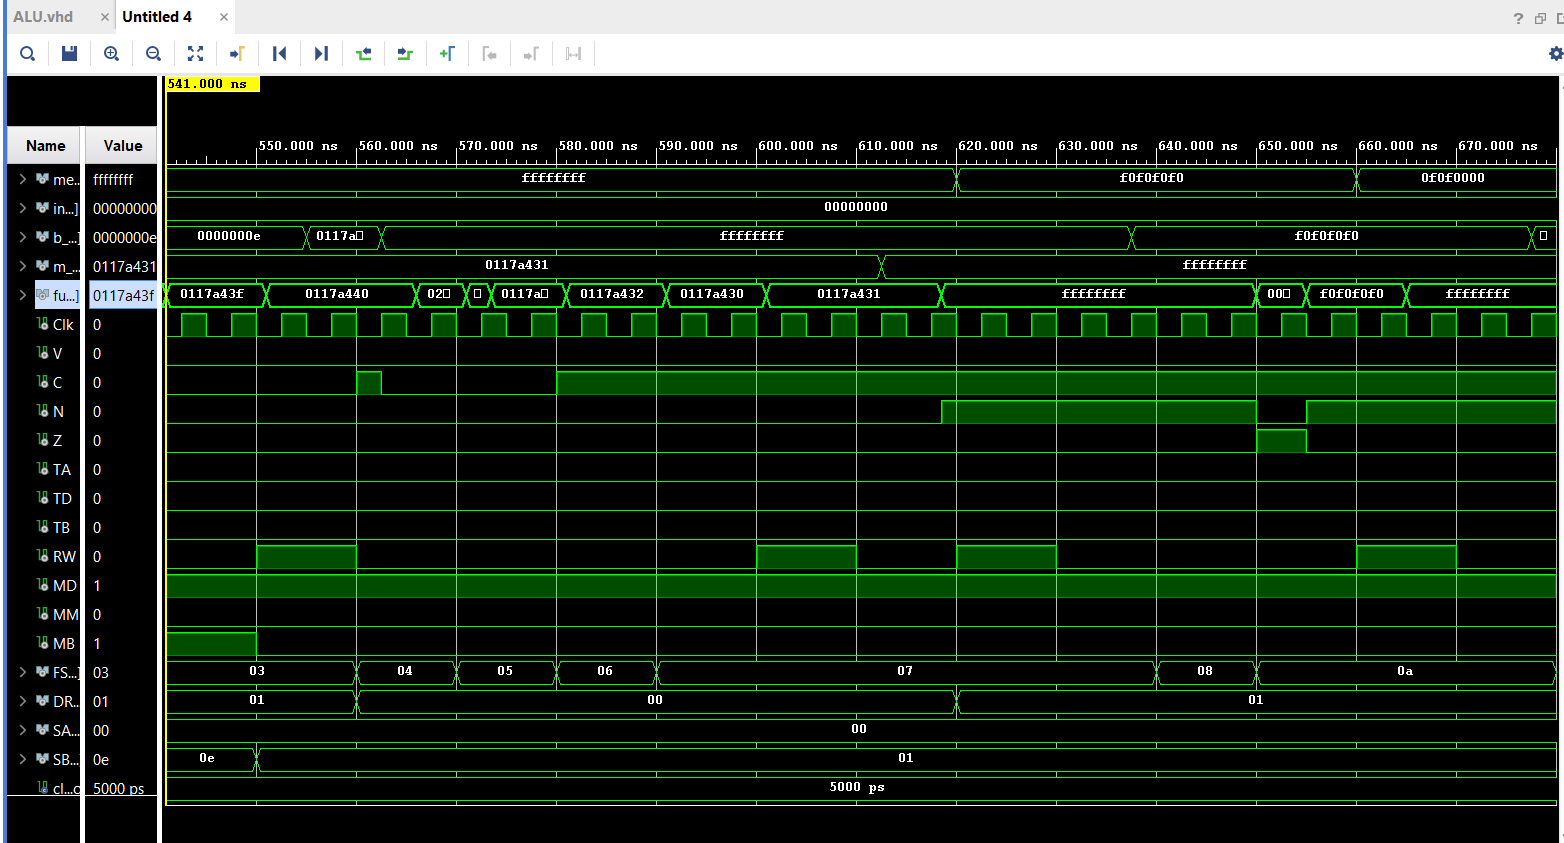 ALU.vhd × Untitled 4 ×
?
541.000 ns
Name Value
550.000 ns 560.000 ns 570.000 ns 580.000 ns 590.000 ns 600.000 ns 610.000 ns 620.000 ns 630.000 ns 640.000 ns 650.000 ns 660.000 ns 670.000 ns
me.. ffffffff ffffffff f0f0f0f0 0f0f0000
in...] 00000000 00000000
b_...] 0000000e 0000000e 0117a ffffffff f0f0f0f0
m_... 0117a431 0117a431 ffffffff
fu...] 0117a43f 0117a43f 0117a440 02 0117a 0117a432 0117a430 0117a431 ffffffff 00 f0f0f0f0 ffffffff
Clk 0
V 0
C 0
N 0
Z 0
TA 0
TD 0
TB 0
RW 0
MD 1
MM 0
MB 1
FS...] 03 03 04 05 06 07 08 0a
DR.. 01 01 00 01
SA... 00 00
SB... 0e 0e 01
cl...c 5000 ps 5000 ps